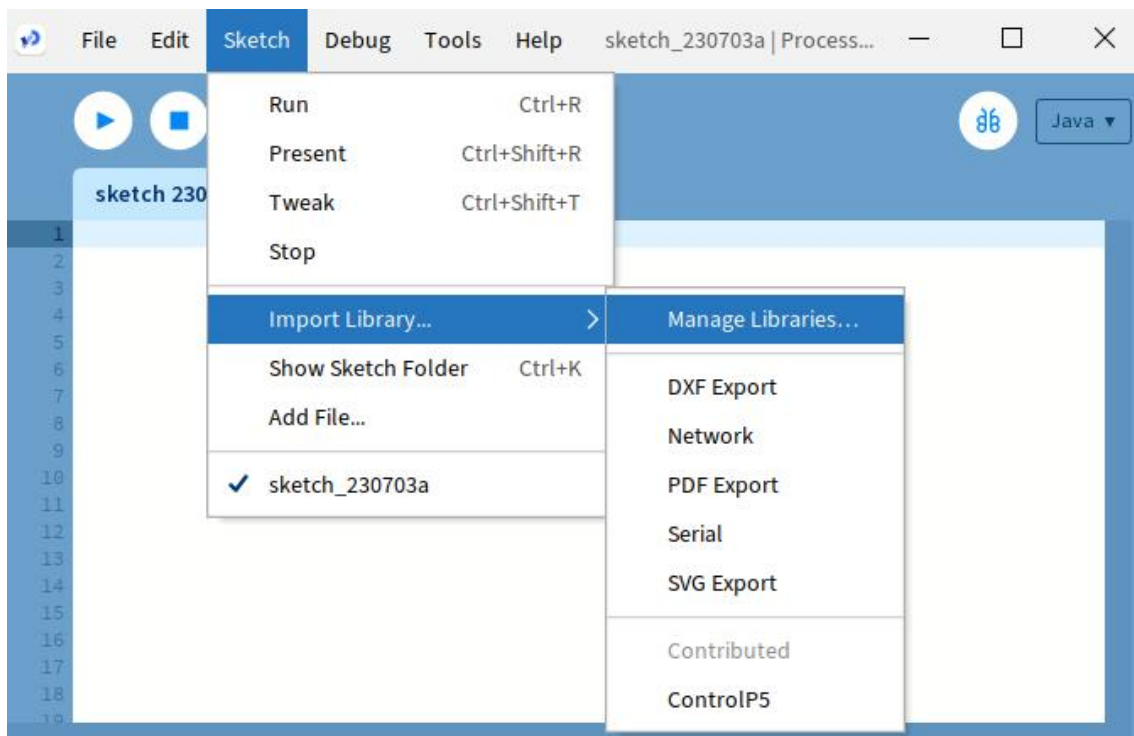 File Edit Sketch Debug Tools Help sketch_230703a | Process...
Java ▾
sketch 230
Run Ctrl+R
Present Ctrl+Shift+R
Tweak Ctrl+Shift+T
Stop
Import Library... Manage Libraries...
Show Sketch Folder Ctrl+K
Add File...
✓ sketch_230703a
DXF Export
Network
PDF Export
Serial
SVG Export
Contributed
ControlP5
1
2
3
4
5
6
7
8
9
10
11
12
13
14
15
16
17
18
19